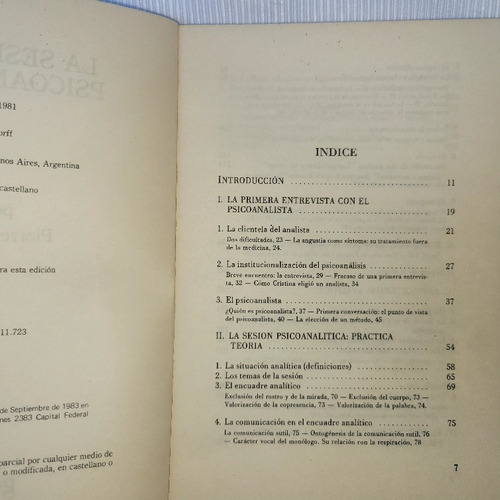 1981
orff
nos Aires, Argentina
castellano
ra esta edición
11.723
de Septiembre de 1983 en
nes 2383 Capital Federal
parcial por cualquier medio de
o modificada, en castellano o
INDICE
INTRODUCCIÓN 11
I. LA PRIMERA ENTREVISTA CON EL
PSICOANALISTA 19
1. La clientela del analista 21
Dos dificultades, 23 — La angustia como síntoma: su tratamiento fuera
de la medicina, 24.
2. La institucionalización del psicoanálisis 27
Breve encuentro: la entrevista, 29 — Fracaso de una primera entrevis-
ta, 32 — Cómo Cristina eligió un analista, 34
3. El psicoanalista 37
¿Quién es psicoanalista?, 37 — Primera conversación: el punto de vista
del psicoanalista, 40 — La elección de un método, 45
II. LA SESION PSICOANALITICA: PRACTICA
TEORIA 54
1. La situación analítica (definiciones) 58
2. Los temas de la sesión 65
3. El encuadre analítico 69
Exclusión del rostro y de la mirada, 70 — Exclusión del cuerpo, 73 —
Valorización de la copresencia, 73 — Valorización de la palabra, 74.
4. La comunicación en el encuadre analítico 75
La comunicación sutil, 75 — Ontogénesis de la comunicación sutil, 76
— Carácter vocal del monólogo. Su relación con la respiración, 78
7